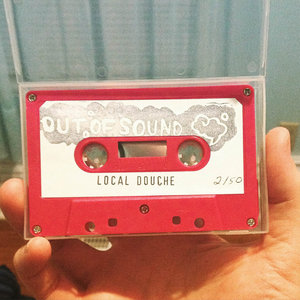 OUT OF SOUND
LOCAL DOUCHE
2/50